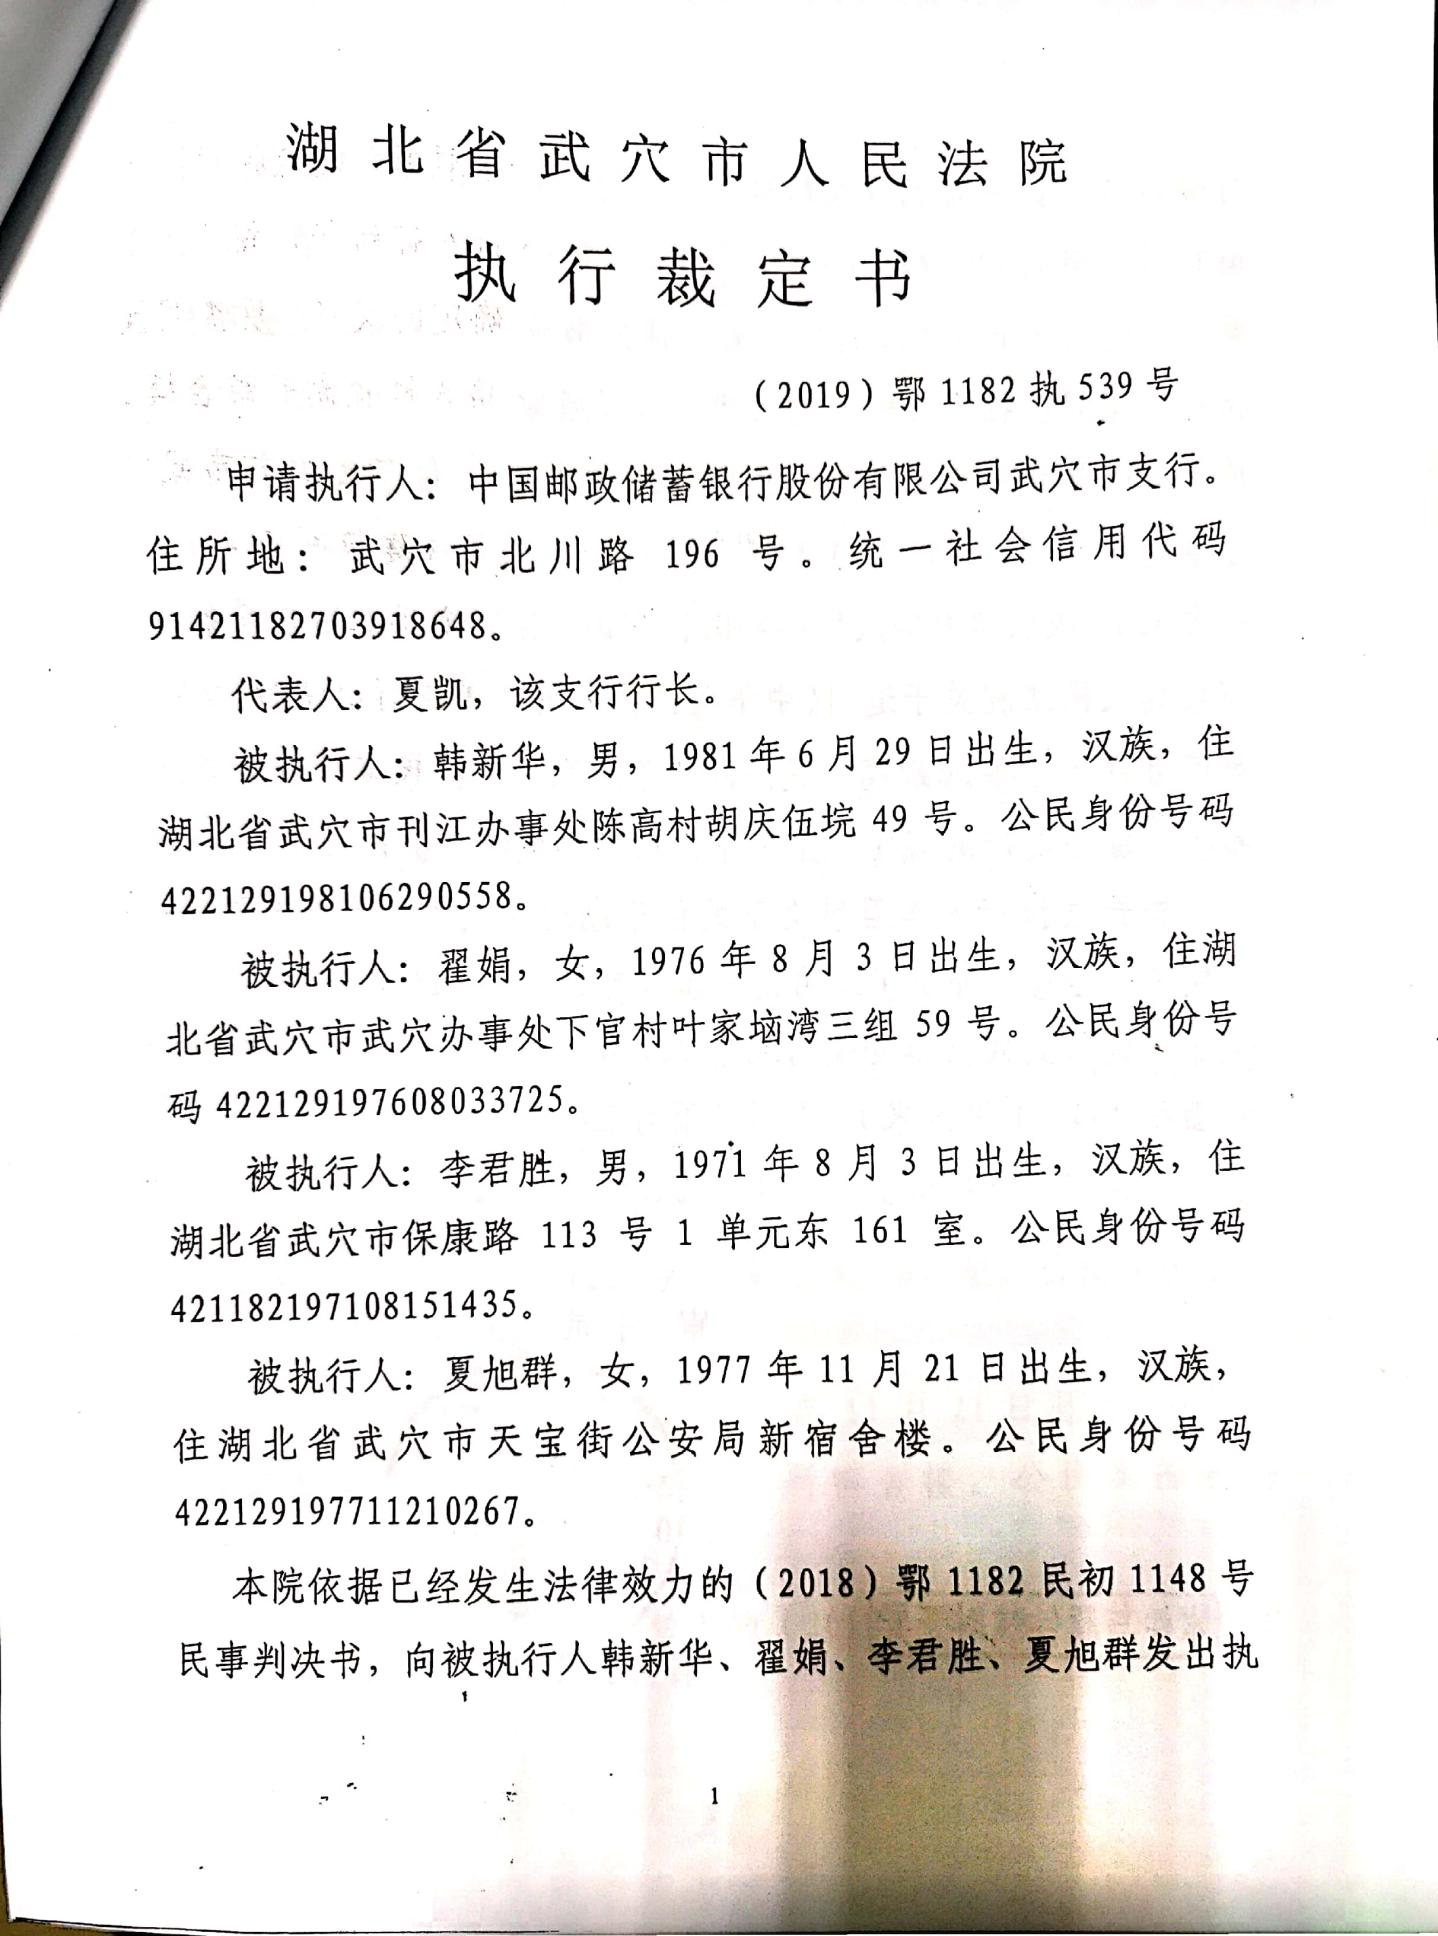 湖北省武穴市人民法院
执行裁定书
（2019）鄂1182执539号
申请执行人：中国邮政储蓄银行股份有限公司武穴市支行。
住所地：武穴市北川路196号。统一社会信用代码
91421182703918648。
代表人：夏凯，该支行行长。
被执行人：韩新华，男，1981年6月29日出生，汉族，住
湖北省武穴市刊江办事处陈高村胡庆伍垸49号。公民身份号码
422129198106290558。
被执行人：翟娟，女，1976年8月3日出生，汉族，住湖
北省武穴市武穴办事处下官村叶家垴湾三组59号。公民身份号
码422129197608033725。
被执行人：李君胜，男，1971年8月3日出生，汉族，住
湖北省武穴市保康路113号1单元东161室。公民身份号码
421182197108151435。
被执行人：夏旭群，女，1977年11月21日出生，汉族，
住湖北省武穴市天宝街公安局新宿舍楼。公民身份号码
422129197711210267。
本院依据已经发生法律效力的（2018）鄂1182民初1148号
民事判决书，向被执行人韩新华、翟娟、李君胜、夏旭群发出执
1